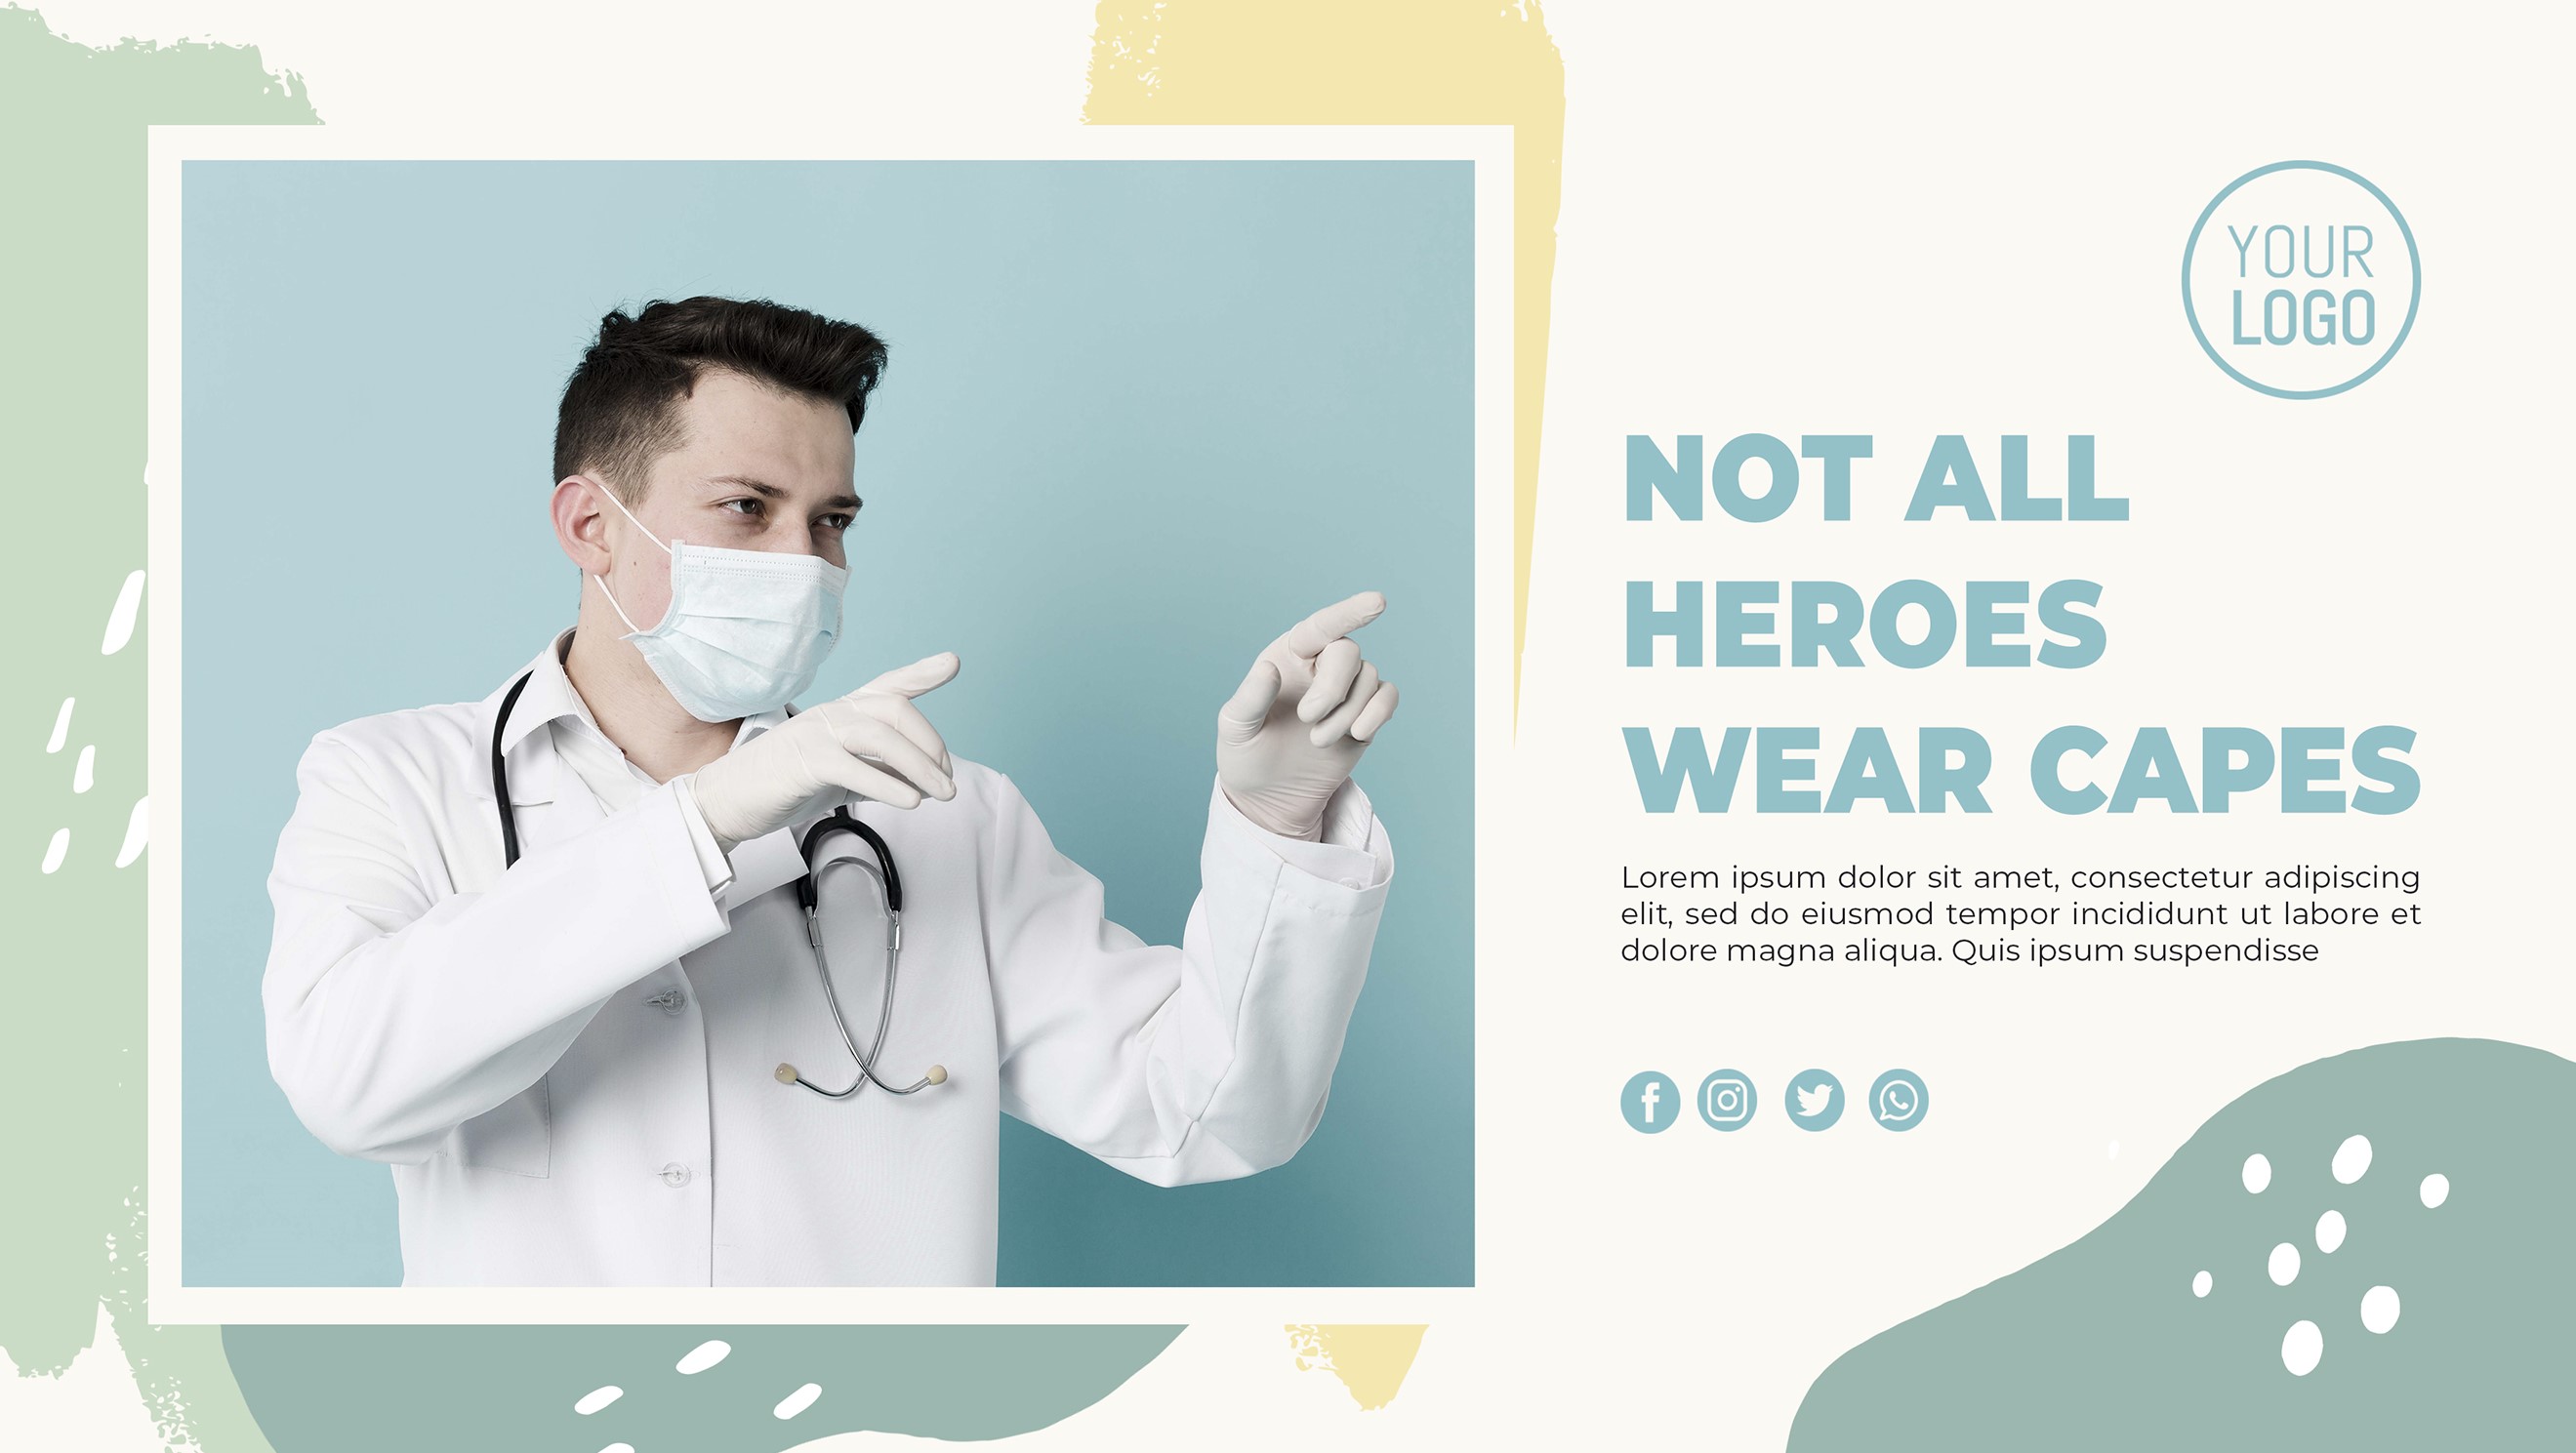 YOUR
LOGO
NOT ALL
HEROES
WEAR CAPES
Lorem ipsum dolor sit amet, consectetur adipiscing
elit, sed do eiusmod tempor incididunt ut labore et
dolore magna aliqua. Quis ipsum suspendisse